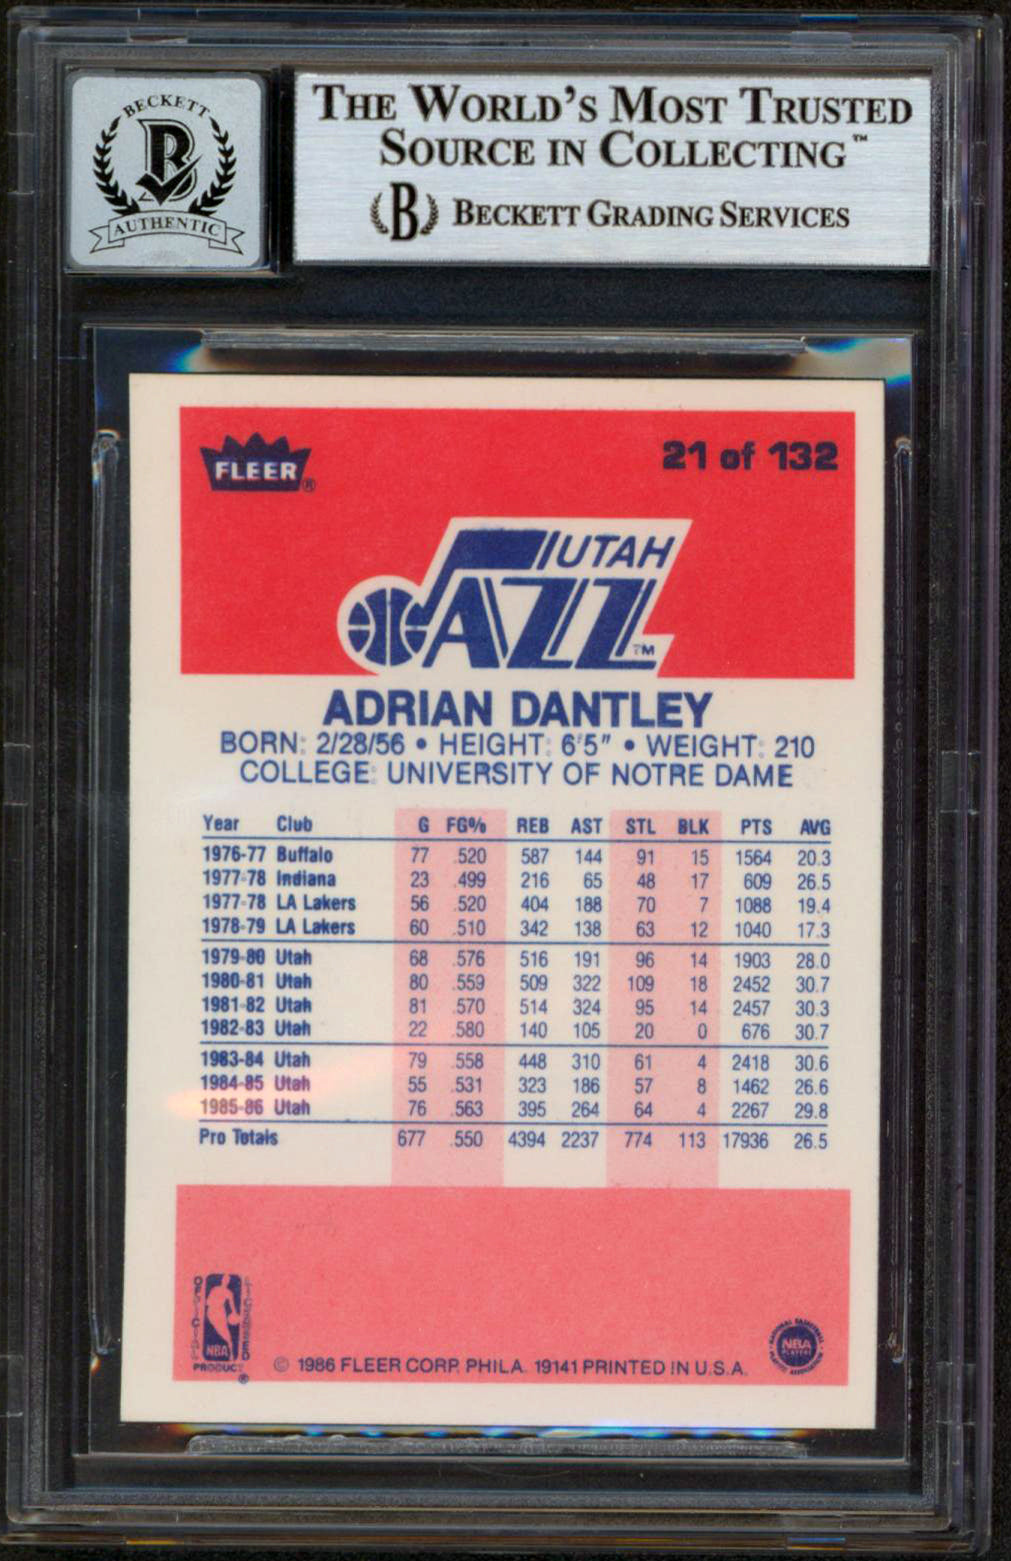 BECKETT
AUTHENTIC
THE WORLD'S MOST TRUSTED
SOURCE IN COLLECTING™
B BECKETT GRADING SERVICES
FLEER® 21 of 132
UTAH
JAZZ ™
ADRIAN DANTLEY
BORN: 2/28/56 • HEIGHT: 6'5" • WEIGHT: 210
COLLEGE: UNIVERSITY OF NOTRE DAME
Year Club G FG% REB AST STL BLK PTS AVG
1976-77 Buffalo 77 .520 587 144 91 15 1564 20.3
1977-78 Indiana 23 .499 216 65 48 17 609 26.5
1977-78 LA Lakers 56 .520 404 188 70 7 1088 19.4
1978-79 LA Lakers 60 .510 342 138 63 12 1040 17.3
1979-80 Utah 68 .576 516 191 96 14 1903 28.0
1980-81 Utah 80 .559 509 322 109 18 2452 30.7
1981-82 Utah 81 .570 514 324 95 14 2457 30.3
1982-83 Utah 22 .580 140 105 20 0 676 30.7
1983-84 Utah 79 .558 448 310 61 4 2418 30.6
1984-85 Utah 55 .531 323 186 57 8 1462 26.6
1985-86 Utah 76 .563 395 264 64 4 2267 29.8
Pro Totals 677 .550 4394 2237 774 113 17936 26.5
OFFICIAL LICENSED
NBA
PRODUCT ®
© 1986 FLEER CORP. PHILA. 19141 PRINTED IN U.S.A.
NATIONAL BASKETBALL
NBA
PLAYERS
ASSOCIATION